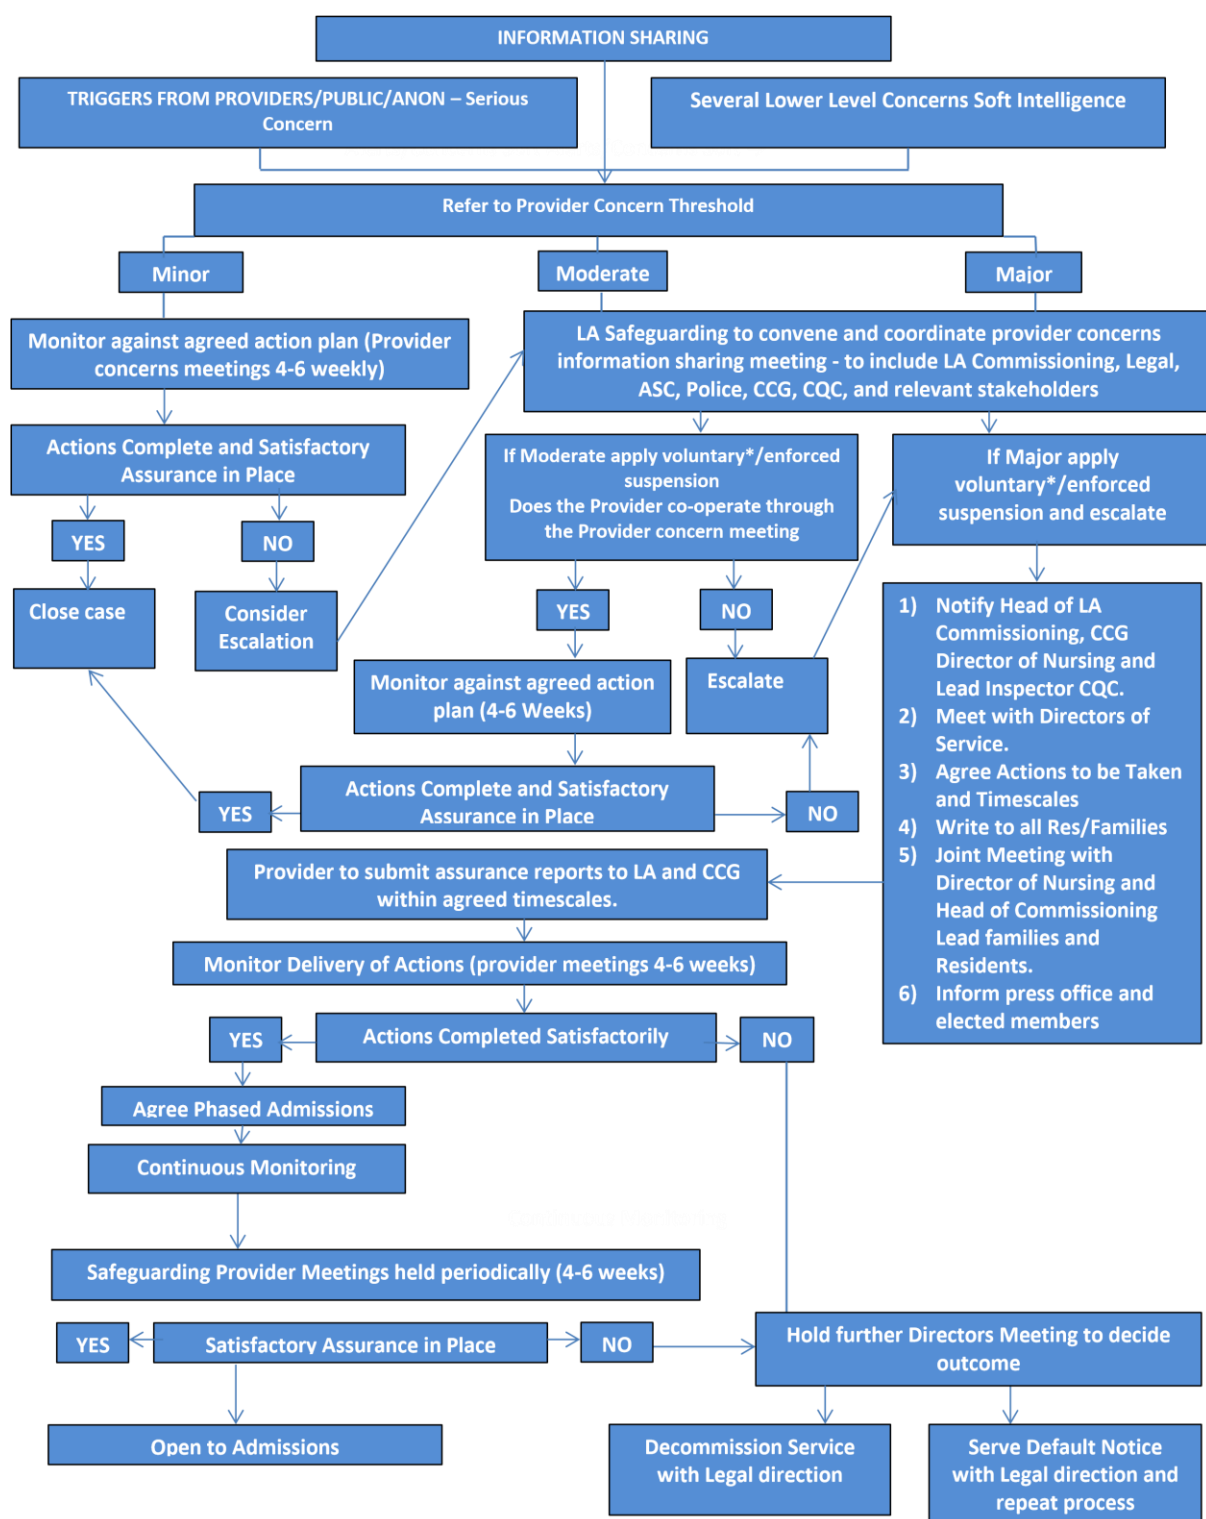 INFORMATION SHARING
TRIGGERS FROM PROVIDERS/PUBLIC/ANON – Serious
Concern
Several Lower Level Concerns Soft Intelligence
Refer to Provider Concern Threshold
Minor
Moderate
Major
Monitor against agreed action plan (Provider
concerns meetings 4-6 weekly)
LA Safeguarding to convene and coordinate provider concerns
information sharing meeting - to include LA Commissioning, Legal,
ASC, Police, CCG, CQC, and relevant stakeholders
Actions Complete and Satisfactory
Assurance in Place
If Moderate apply voluntary*/enforced
suspension
Does the Provider co-operate through
the Provider concern meeting
If Major apply
voluntary*/enforced
suspension and escalate
YES
NO
Close case
Consider
Escalation
YES
NO
Monitor against agreed action
plan (4-6 Weeks)
Escalate
1) Notify Head of LA
Commissioning, CCG
Director of Nursing and
Lead Inspector CQC.
2) Meet with Directors of
Service.
3) Agree Actions to be Taken
and Timescales
4) Write to all Res/Families
5) Joint Meeting with
Director of Nursing and
Head of Commissioning
Lead families and
Residents.
6) Inform press office and
elected members
YES
Actions Complete and Satisfactory
Assurance in Place
NO
Provider to submit assurance reports to LA and CCG
within agreed timescales.
Monitor Delivery of Actions (provider meetings 4-6 weeks)
YES
Actions Completed Satisfactorily
NO
Agree Phased Admissions
Continuous Monitoring
Safeguarding Provider Meetings held periodically (4-6 weeks)
YES
Satisfactory Assurance in Place
NO
Hold further Directors Meeting to decide
outcome
Open to Admissions
Decommission Service
with Legal direction
Serve Default Notice
with Legal direction and
repeat process